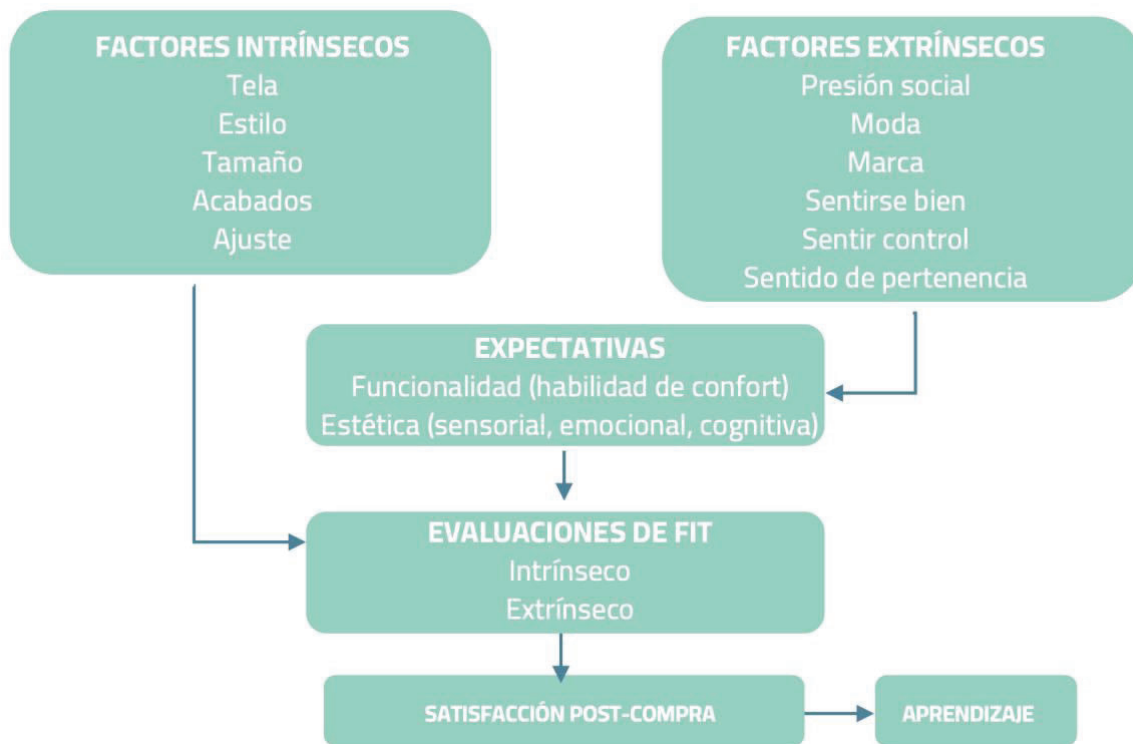 FACTORES INTRÍNSECOS
Tela
Estilo
Tamaño
Acabados
Ajuste
FACTORES EXTRÍNSECOS
Presión social
Moda
Marca
Sentirse bien
Sentir control
Sentido de pertenencia
EXPECTATIVAS
Funcionalidad (habilidad de confort)
Estética (sensorial, emocional, cognitiva)
EVALUACIONES DE FIT
Intrínseco
Extrínseco
SATISFACCIÓN POST-COMPRA
APRENDIZAJE